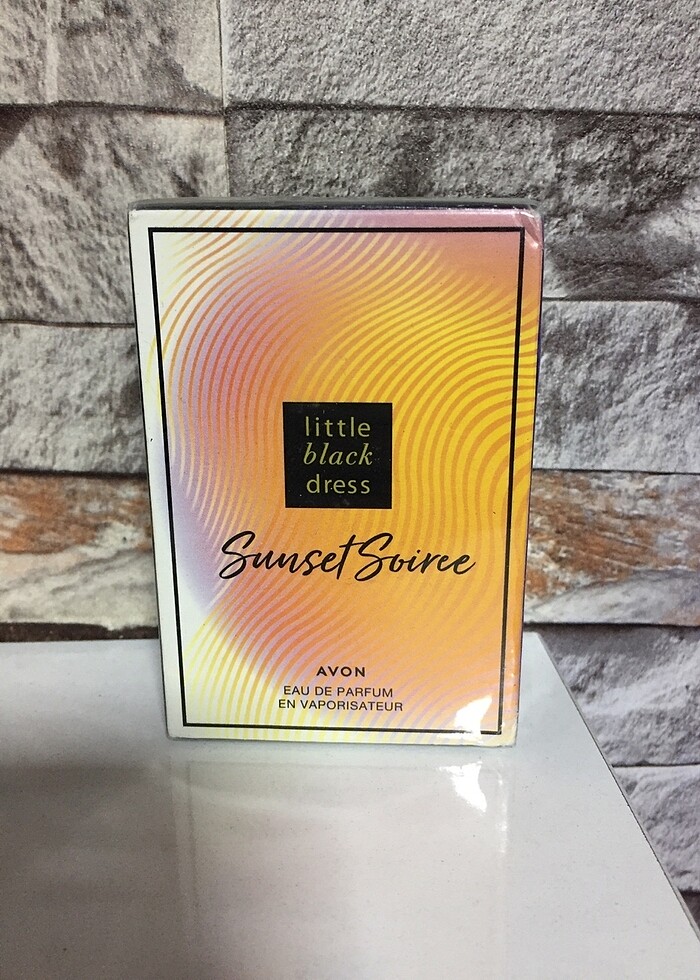 little
black
dress
Sunset Soiree
AVON
EAU DE PARFUM
EN VAPORISATEUR